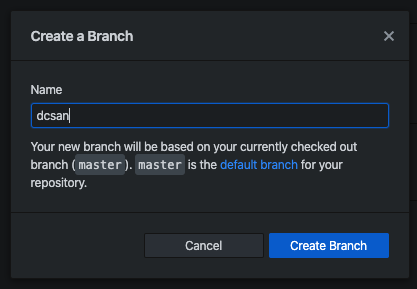 Create a Branch
Name
dcsan
Your new branch will be based on your currently checked out
branch (master). master is the default branch for your
repository.
Cancel
Create Branch